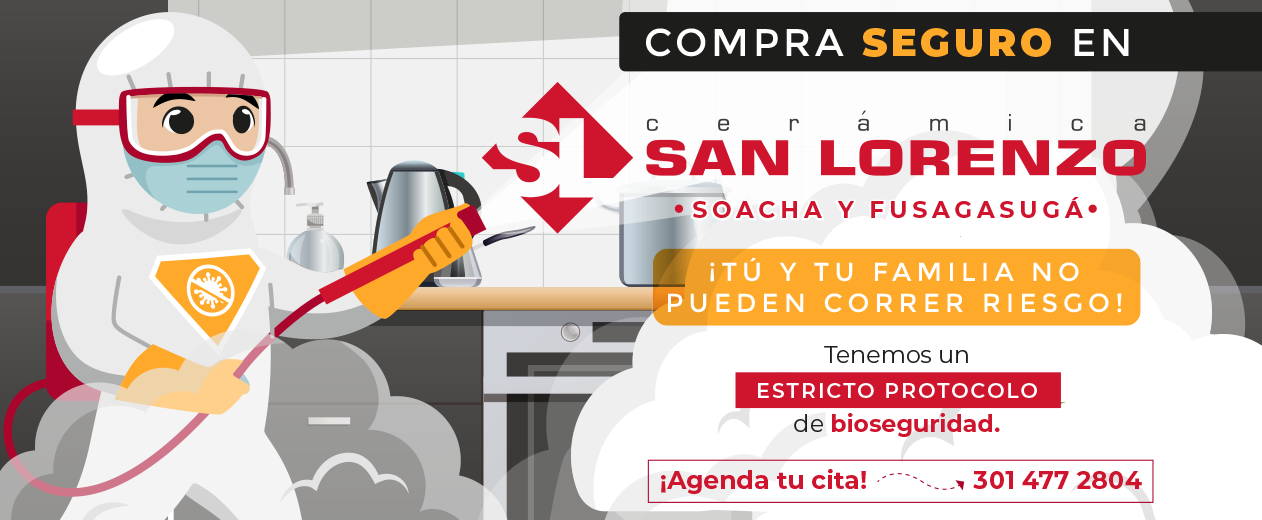 COMPRA SEGURO EN
SL
cerámica
SAN LORENZO
•SOACHA Y FUSAGASUGÁ•
¡TÚ Y TU FAMILIA NO
PUEDEN CORRER RIESGO!
Tenemos un
ESTRICTO PROTOCOLO
de bioseguridad.
¡Agenda tu cita! 301 477 2804